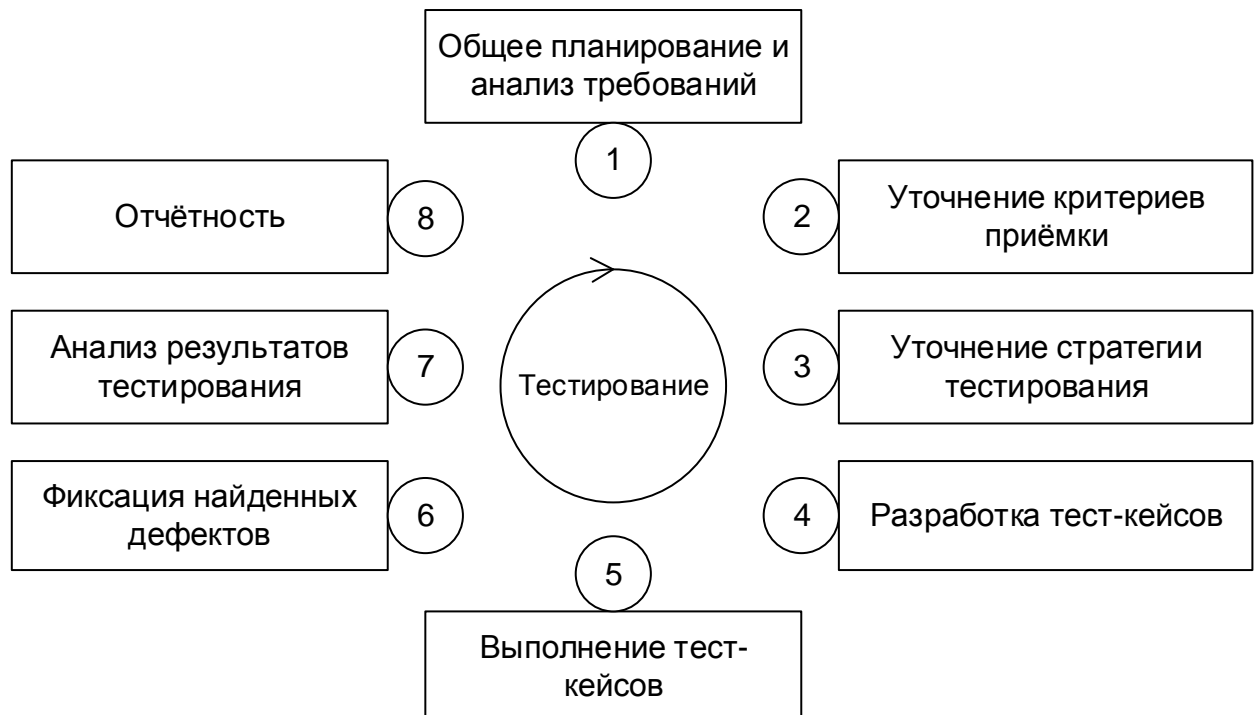 Общее планирование и
анализ требований
1
2
Уточнение критериев
приёмки
3
Уточнение стратегии
тестирования
4
Разработка тест-кейсов
5
Выполнение тест-
кейсов
6
Фиксация найденных
дефектов
7
Анализ результатов
тестирования
8
Отчётность
Тестирование